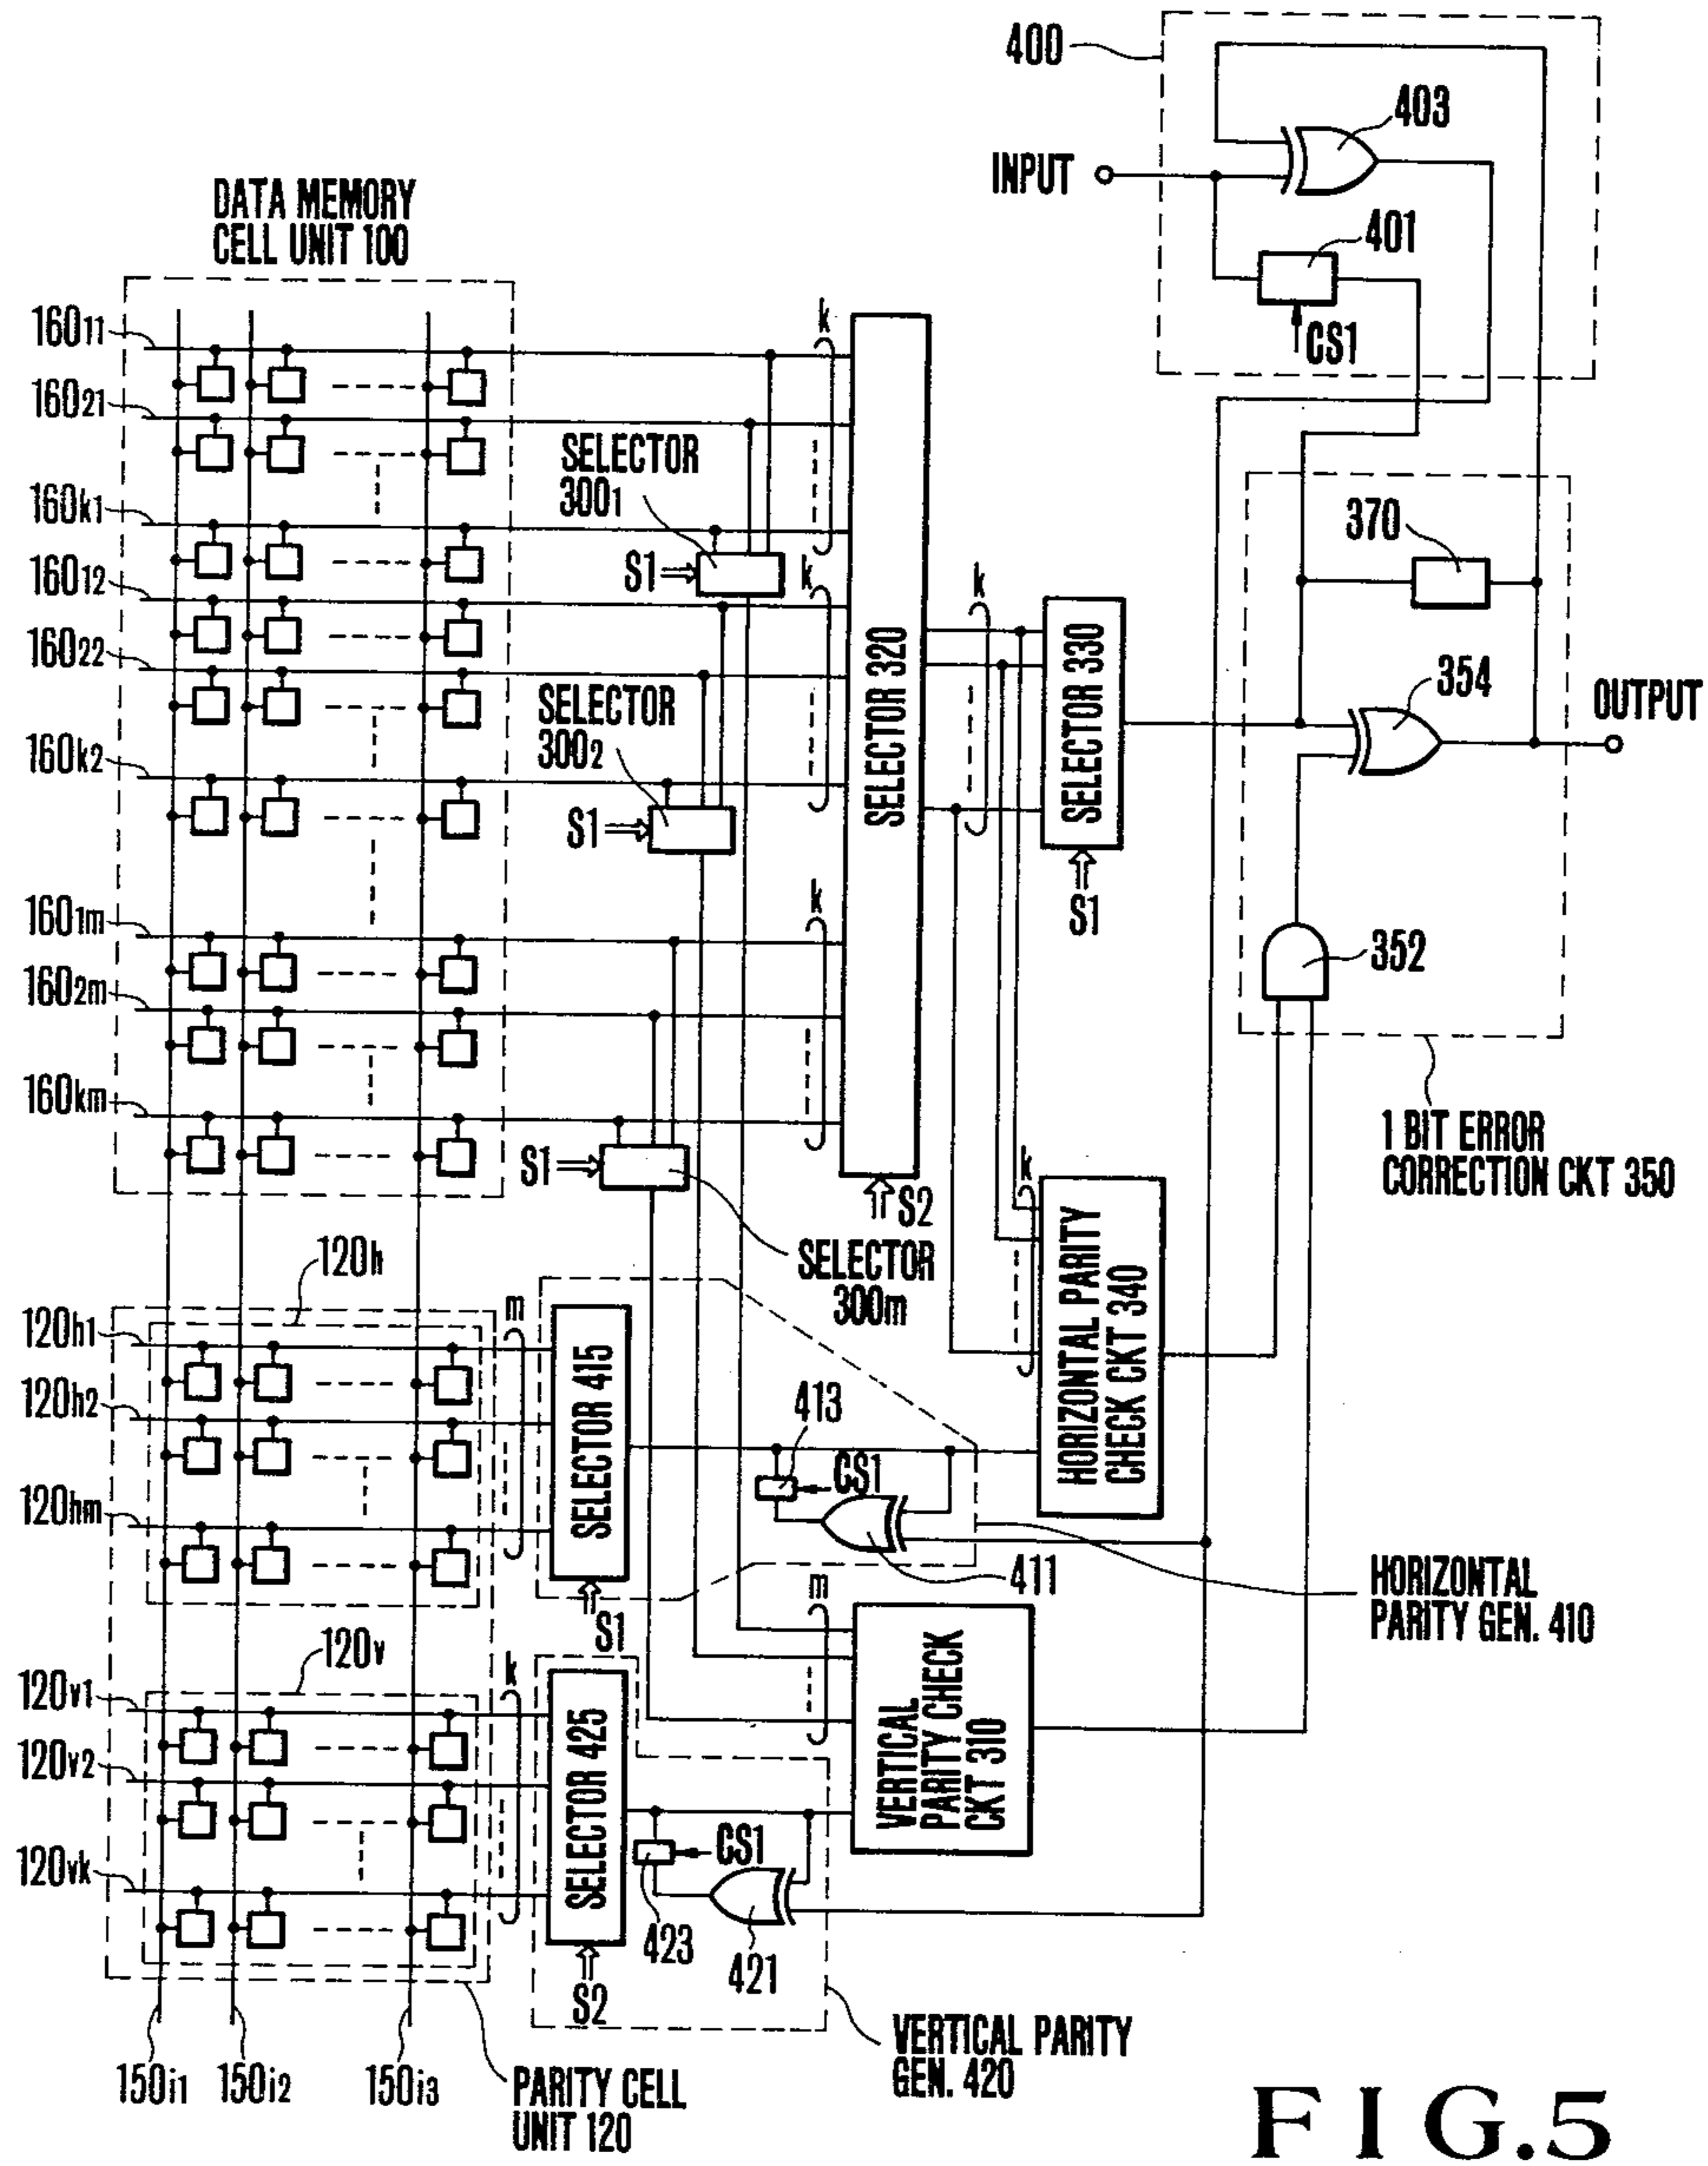 400
403
INPUT
401
CS1
DATA MEMORY
CELL UNIT 100
160₁₁
160₂₁
160k1
160₁₂
160₂₂
160k2
160₁m
160₂m
160km
k
SELECTOR
300₁
S1
k
SELECTOR
300₂
S1
k
SELECTOR 320
S2
S1
SELECTOR
300m
k
SELECTOR 330
S1
370
354
OUTPUT
352
1 BIT ERROR
CORRECTION CKT 350
k
HORIZONTAL PARITY
CHECK CKT 340
120h
120h1
120h2
120hm
m
SELECTOR 415
S1
413
CS1
411
HORIZONTAL
PARITY GEN. 410
m
VERTICAL
PARITY CHECK
CKT 310
120v
120v1
120v2
120vk
k
SELECTOR 425
S2
CS1
423
421
VERTICAL PARITY
GEN. 420
150i1
150i2
150i3
PARITY CELL
UNIT 120
FIG.5